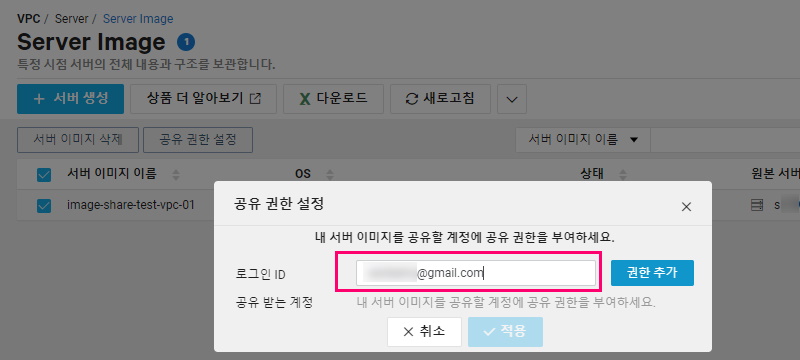 VPC / Server / Server Image
Server Image 1
특정 시점 서버의 전체 내용과 구조를 보관합니다.
+ 서버 생성 상품 더 알아보기 다운로드 새로고침
서버 이미지 삭제 공유 권한 설정 서버 이미지 이름
서버 이미지 이름 OS 상태 원본 서버
image-share-test-vpc-01 s
공유 권한 설정 ×
내 서버 이미지를 공유할 계정에 공유 권한을 부여하세요.
로그인 ID @gmail.com 권한 추가
공유 받는 계정 내 서버 이미지를 공유할 계정에 공유 권한을 부여하세요.
× 취소 ✓ 적용